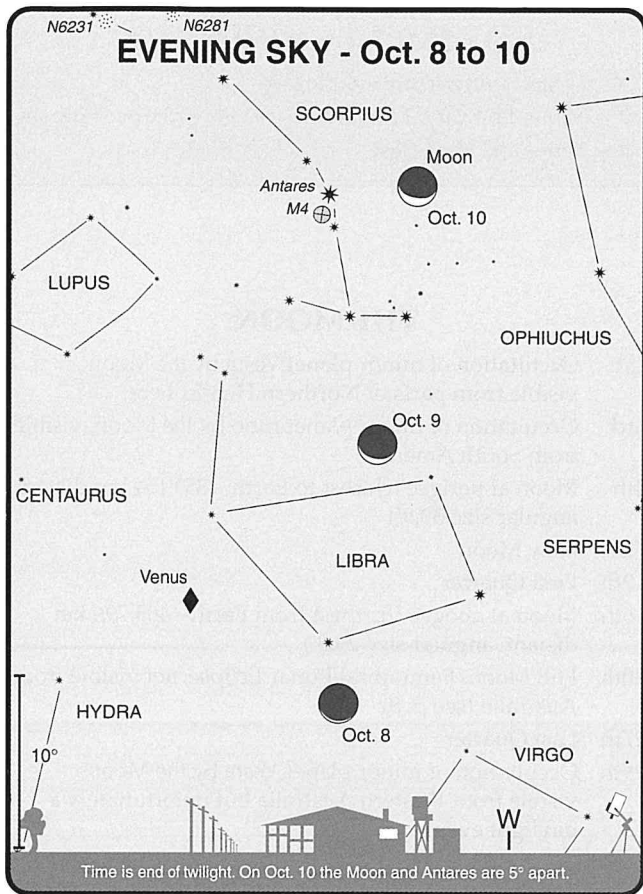 N6231 N6281
EVENING SKY - Oct. 8 to 10
SCORPIUS
Moon
Antares
M4
Oct. 10
LUPUS
OPHIUCHUS
Oct. 9
CENTAURUS
SERPENS
LIBRA
Venus
HYDRA
Oct. 8
VIRGO
10°
W
Time is end of twilight. On Oct. 10 the Moon and Antares are 5° apart.